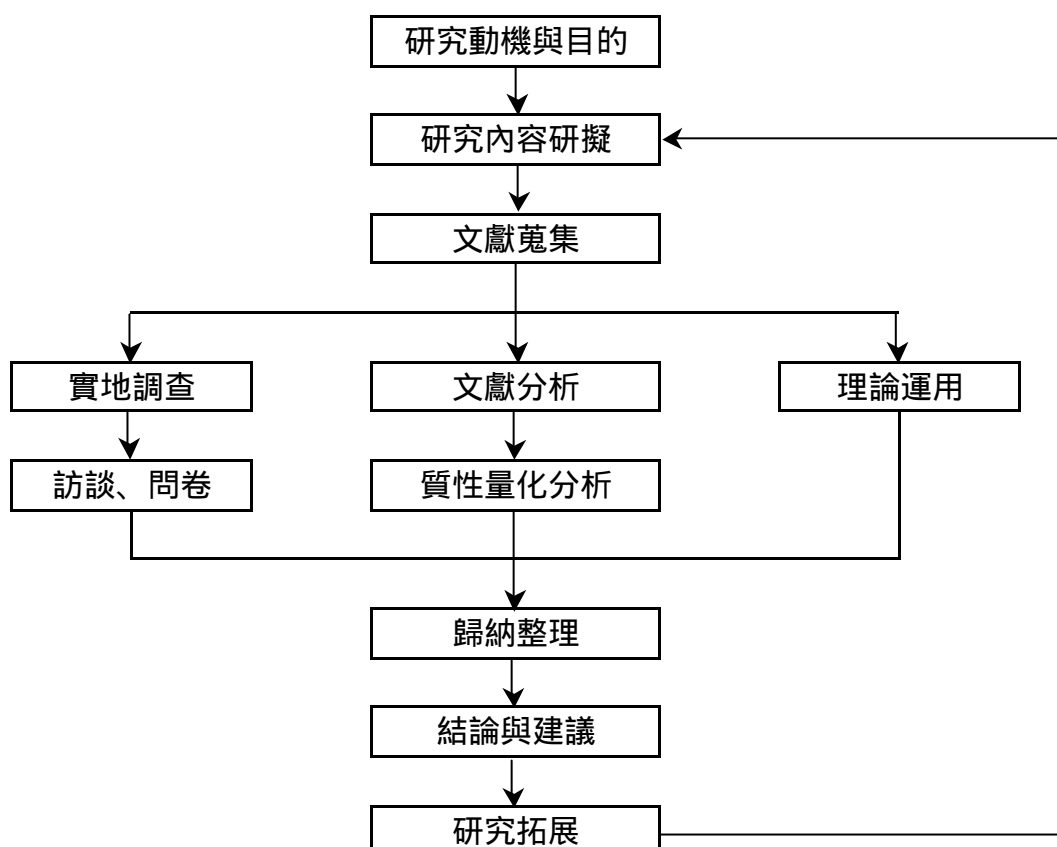 研究動機與目的
研究內容研擬
文獻蒐集
實地調查
文獻分析
理論運用
訪談、問卷
質性量化分析
歸納整理
結論與建議
研究拓展